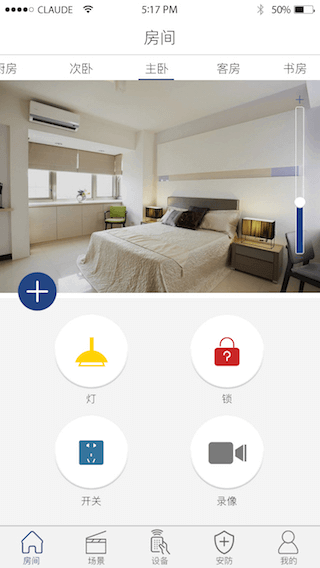 CLAUDE 5:17 PM 50%
房间
厨房 次卧 主卧 客房 书房
灯 锁
开关 录像
房间 场景 设备 安防 我的